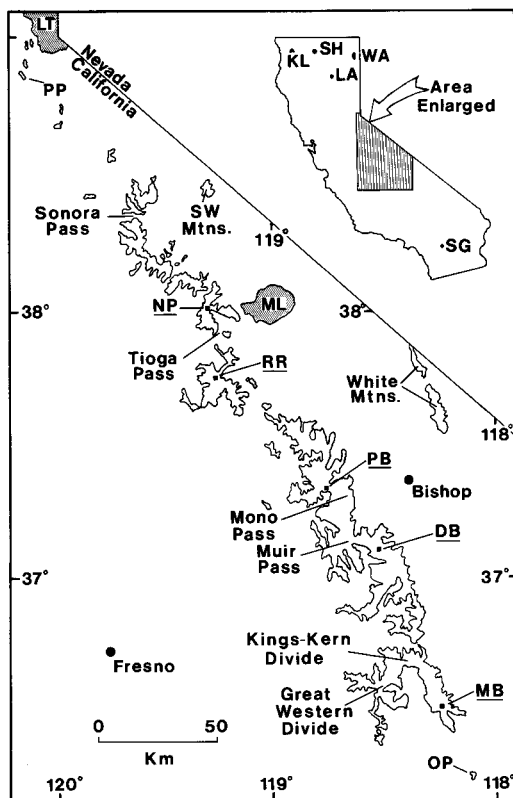 LT
Nevada
California
PP
KL
SH
WA
LA
Area
Enlarged
SG
Sonora
Pass
SW
Mtns.
119°
38°
NP
ML
38°
Tioga
Pass
RR
White
Mtns.
118°
PB
Bishop
Mono
Pass
DB
Muir
Pass
37°
37°
Kings-Kern
Divide
Fresno
Great
Western
Divide
MB
0 50
Km
OP
120° 119° 118°